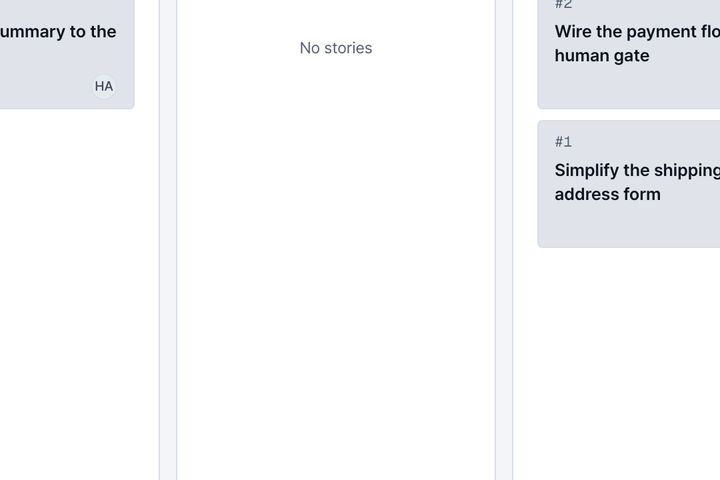 ummary to the
HA
No stories
#2
Wire the payment flo
human gate
#1
Simplify the shipping
address form